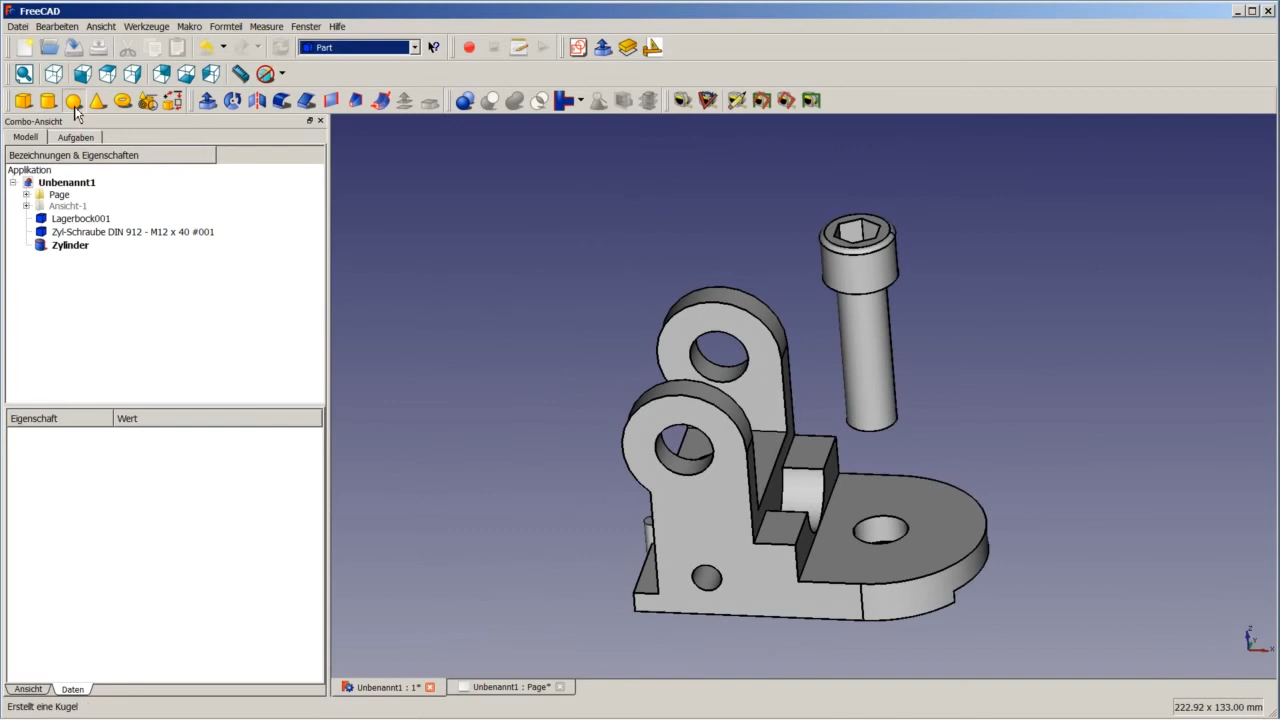 FreeCAD
Datei Bearbeiten Ansicht Werkzeuge Makro Formteil Measure Fenster Hilfe
Part
Combo-Ansicht
Modell Aufgaben
Bezeichnungen & Eigenschaften
Applikation
Unbenannt1
Page
Ansicht-1
Lagerbock001
Zyl-Schraube DIN 912 - M12 x 40 #001
Zylinder
Eigenschaft Wert
Z
Y
X
Ansicht Daten
Unbenannt1 : 1* Unbenannt1 : Page*
Erstellt eine Kugel
222.92 x 133.00 mm